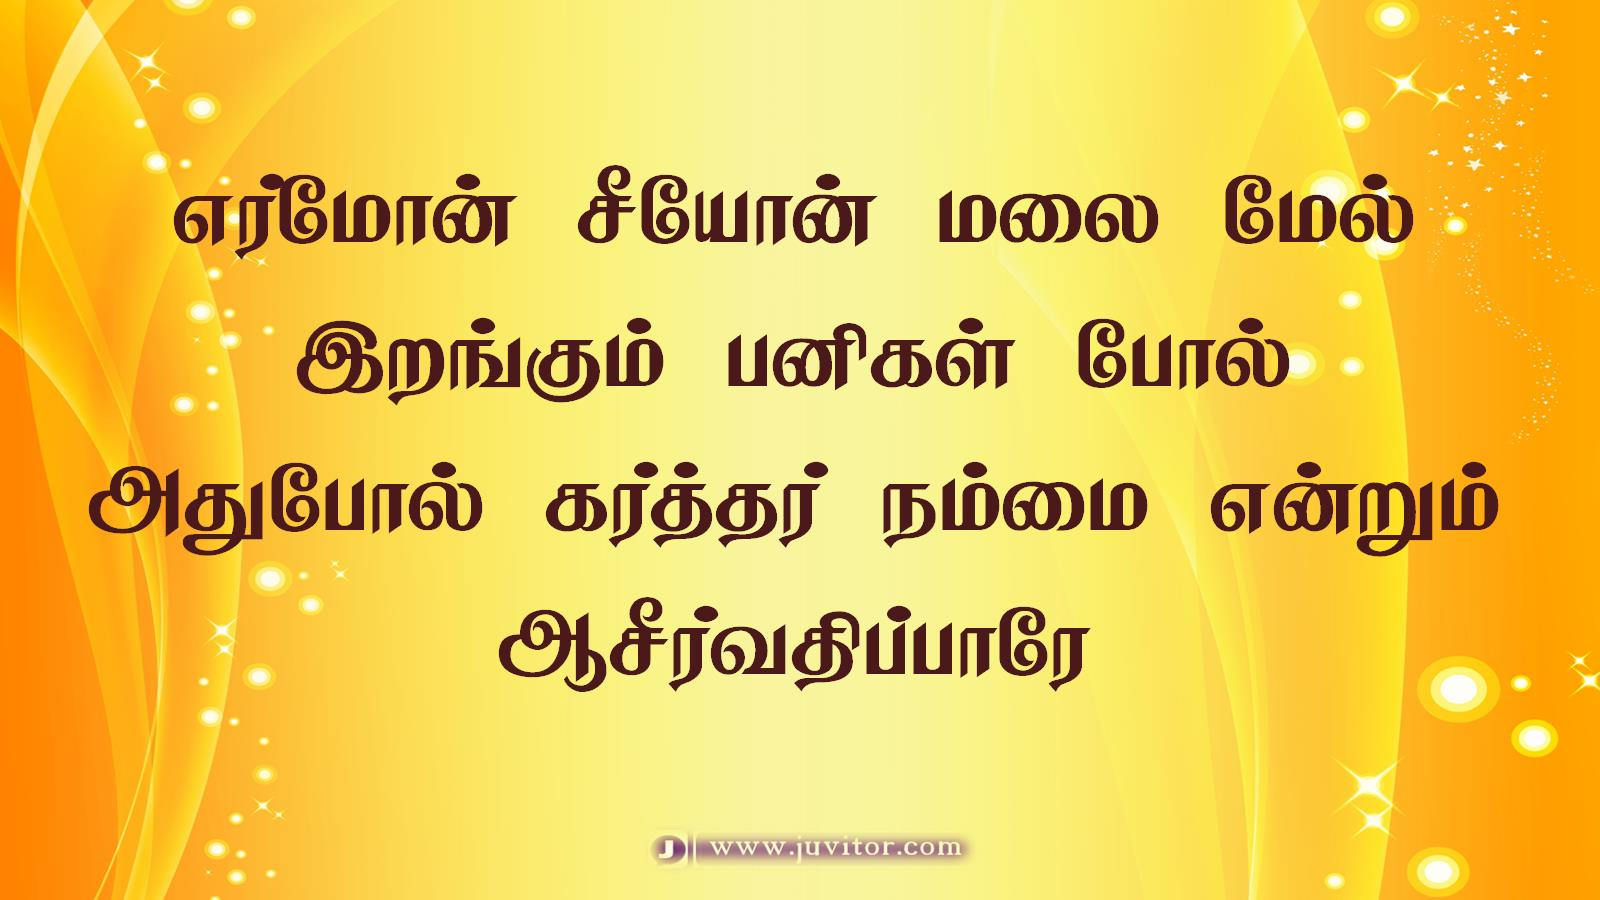 எர்மோன் சீயோன் மலை மேல்
இறங்கும் பனிகள் போல்
அதுபோல் கர்த்தர் நம்மை என்றும்
ஆசீர்வதிப்பாரே
J www.juvitor.com